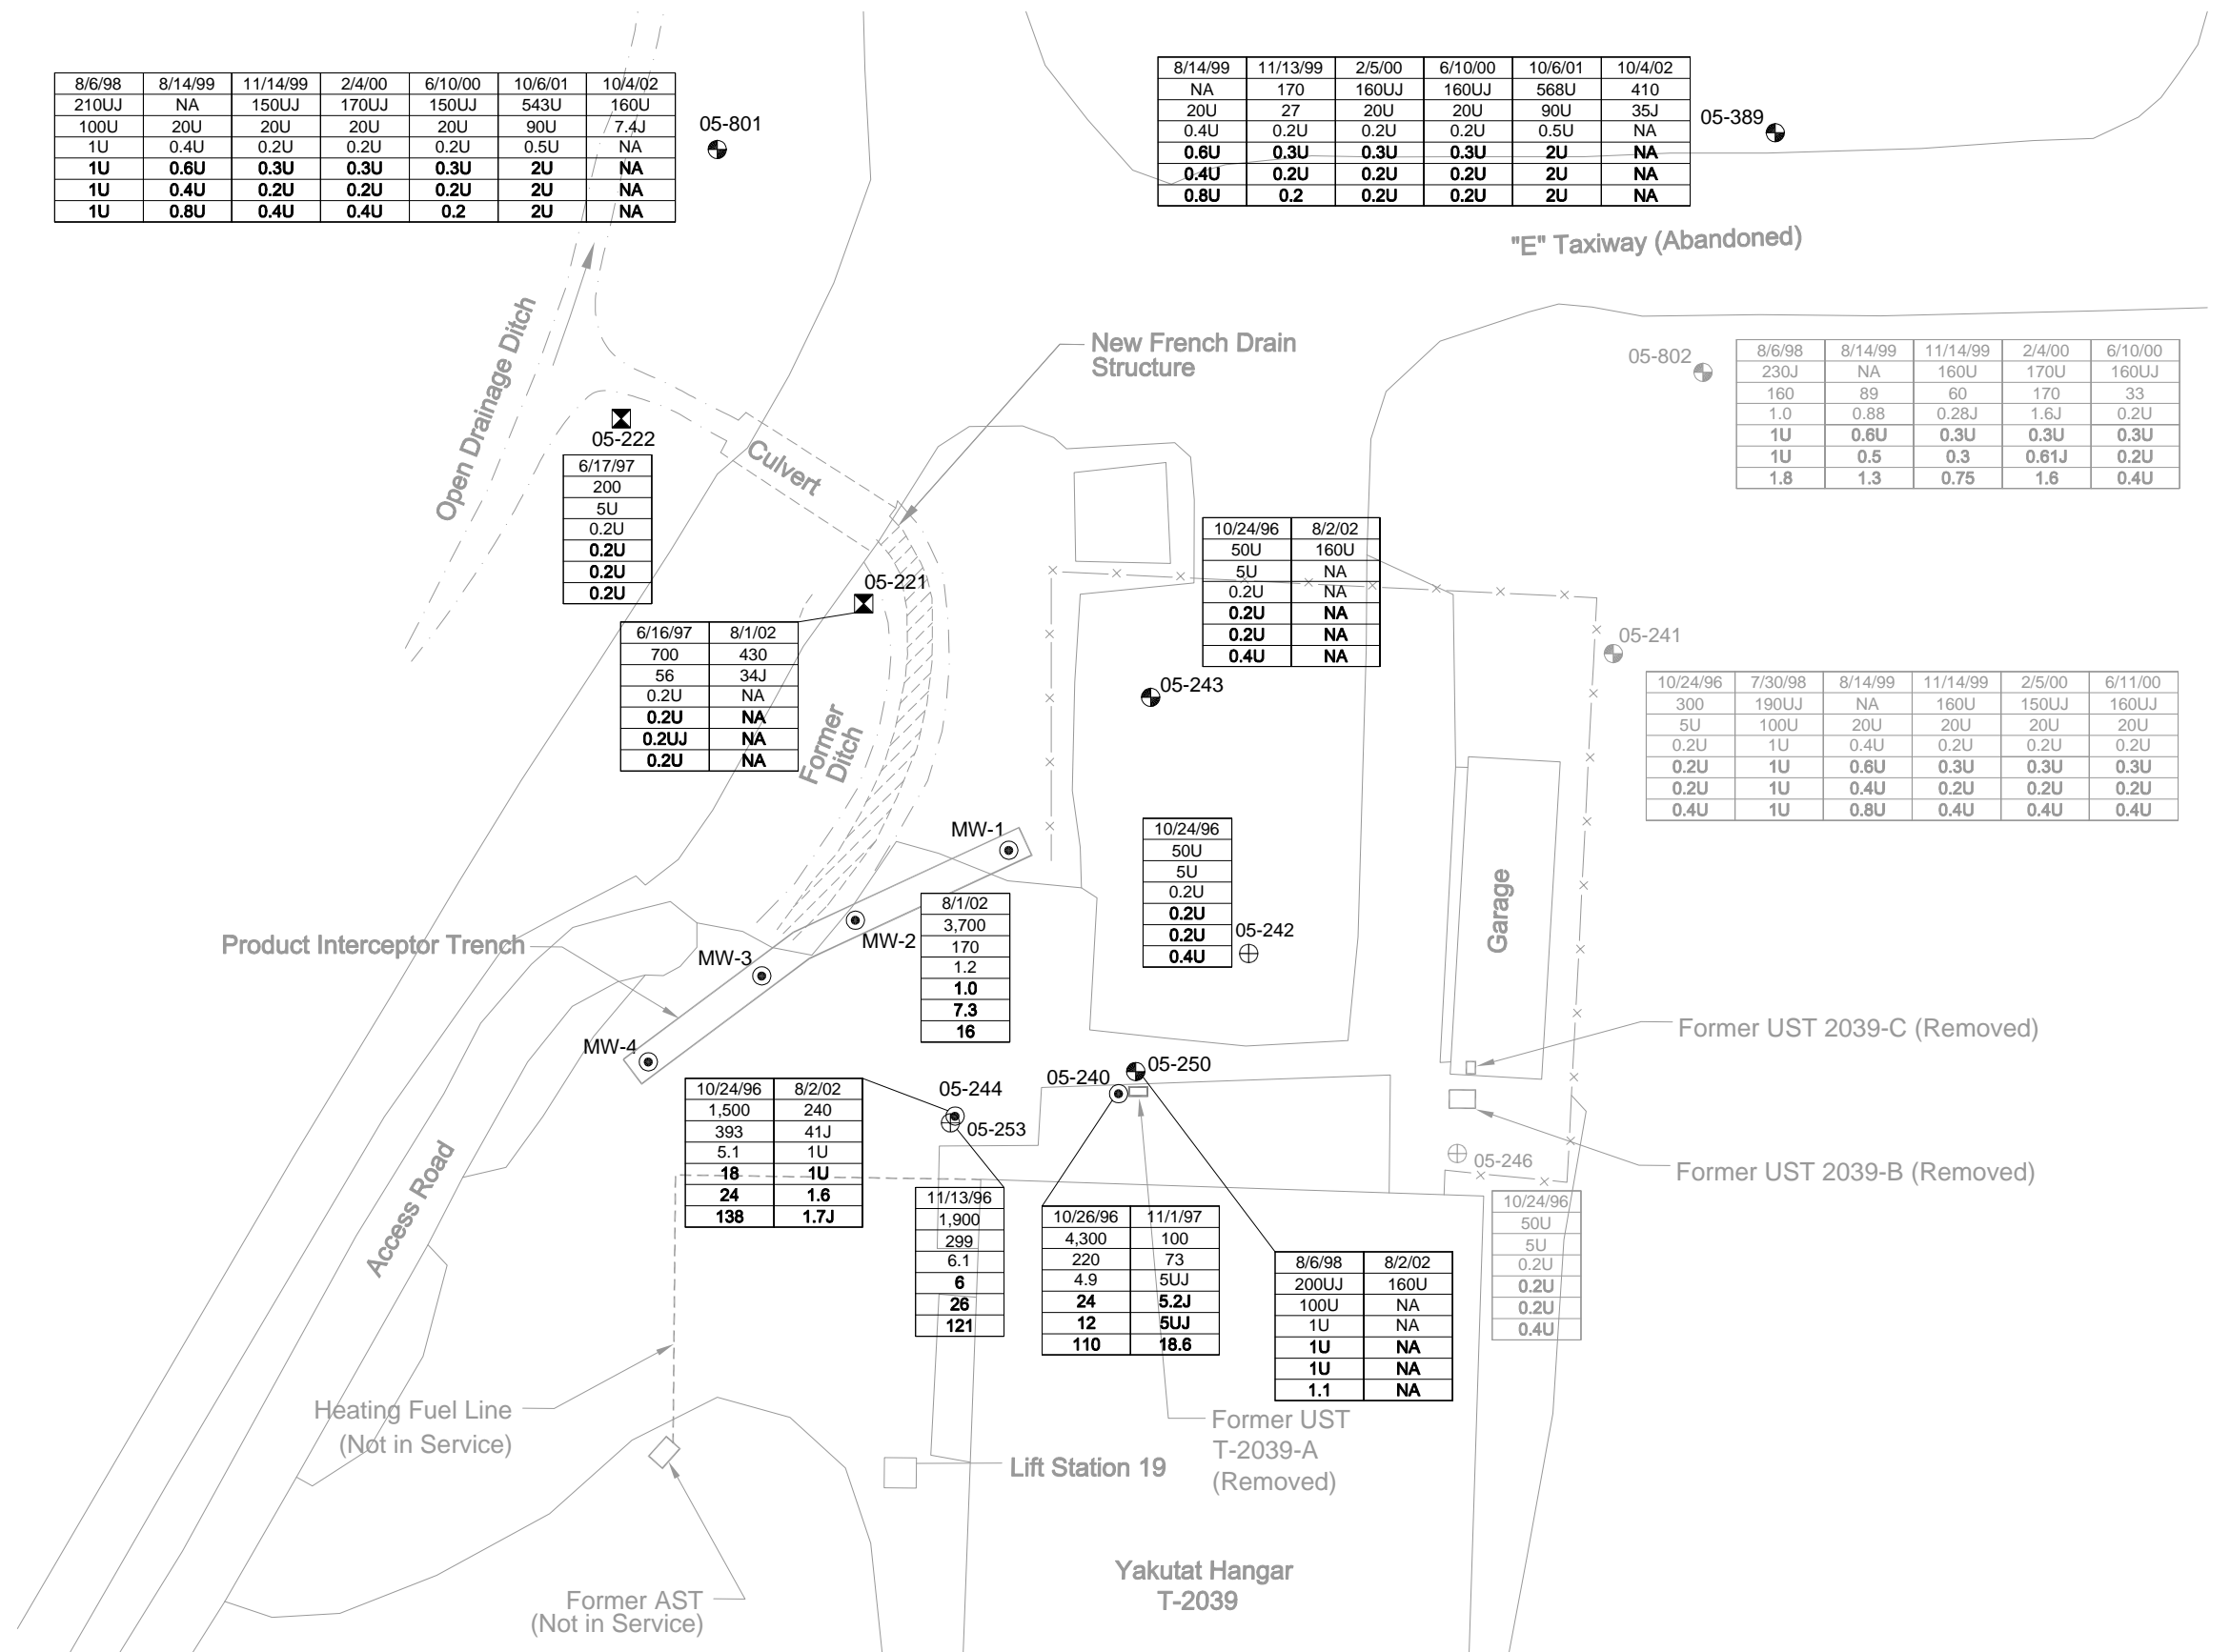 8/6/98 8/14/99 11/14/99 2/4/00 6/10/00 10/6/01 10/4/02
210UJ NA 150UJ 170UJ 150UJ 543U 160U
100U 20U 20U 20U 20U 90U 7.4J
1U 0.4U 0.2U 0.2U 0.2U 0.5U NA
1U 0.6U 0.3U 0.3U 0.3U 2U NA
1U 0.4U 0.2U 0.2U 0.2U 2U NA
1U 0.8U 0.4U 0.4U 0.2 2U NA
05-801
8/14/99 11/13/99 2/5/00 6/10/00 10/6/01 10/4/02
NA 170 160UJ 160UJ 568U 410
20U 27 20U 20U 90U 35J
0.4U 0.2U 0.2U 0.2U 0.5U NA
0.6U 0.3U 0.3U 0.3U 2U NA
0.4U 0.2U 0.2U 0.2U 2U NA
0.8U 0.2 0.2U 0.2U 2U NA
05-389
"E" Taxiway (Abandoned)
Open Drainage Ditch
New French Drain
Structure
05-802
8/6/98 8/14/99 11/14/99 2/4/00 6/10/00
230J NA 160U 170U 160UJ
160 89 60 170 33
1.0 0.88 0.28J 1.6J 0.2U
1U 0.6U 0.3U 0.3U 0.3U
1U 0.5 0.3 0.61J 0.2U
1.8 1.3 0.75 1.6 0.4U
05-222
6/17/97
200
5U
0.2U
0.2U
0.2U
0.2U
Culvert
05-221
6/16/97 8/1/02
700 430
56 34J
0.2U NA
0.2U NA
0.2UJ NA
0.2U NA
Former
Ditch
10/24/96 8/2/02
50U 160U
5U NA
0.2U NA
0.2U NA
0.2U NA
0.4U NA
05-243
05-241
10/24/96 7/30/98 8/14/99 11/14/99 2/5/00 6/11/00
300 190UJ NA 160U 150UJ 160UJ
5U 100U 20U 20U 20U 20U
0.2U 1U 0.4U 0.2U 0.2U 0.2U
0.2U 1U 0.6U 0.3U 0.3U 0.3U
0.2U 1U 0.4U 0.2U 0.2U 0.2U
0.4U 1U 0.8U 0.4U 0.4U 0.4U
MW-1
MW-2
MW-3
MW-4
Product Interceptor Trench
8/1/02
3,700
170
1.2
1.0
7.3
16
10/24/96
50U
5U
0.2U
0.2U
0.2U
0.4U
05-242
Garage
Former UST 2039-C (Removed)
Former UST 2039-B (Removed)
05-244
05-253
05-240
05-250
05-246
10/24/96 8/2/02
1,500 240
393 41J
5.1 1U
18 1U
24 1.6
138 1.7J
11/13/96
1,900
299
6.1
6
26
121
10/26/96 11/1/97
4,300 100
220 73
4.9 5UJ
24 5.2J
12 5UJ
110 18.6
8/6/98 8/2/02
200UJ 160U
100U NA
1U NA
1U NA
1U NA
1.1 NA
10/24/96
50U
5U
0.2U
0.2U
0.2U
0.4U
Access Road
Heating Fuel Line
(Not in Service)
Former UST
T-2039-A
(Removed)
Lift Station 19
Former AST
(Not in Service)
Yakutat Hangar
T-2039